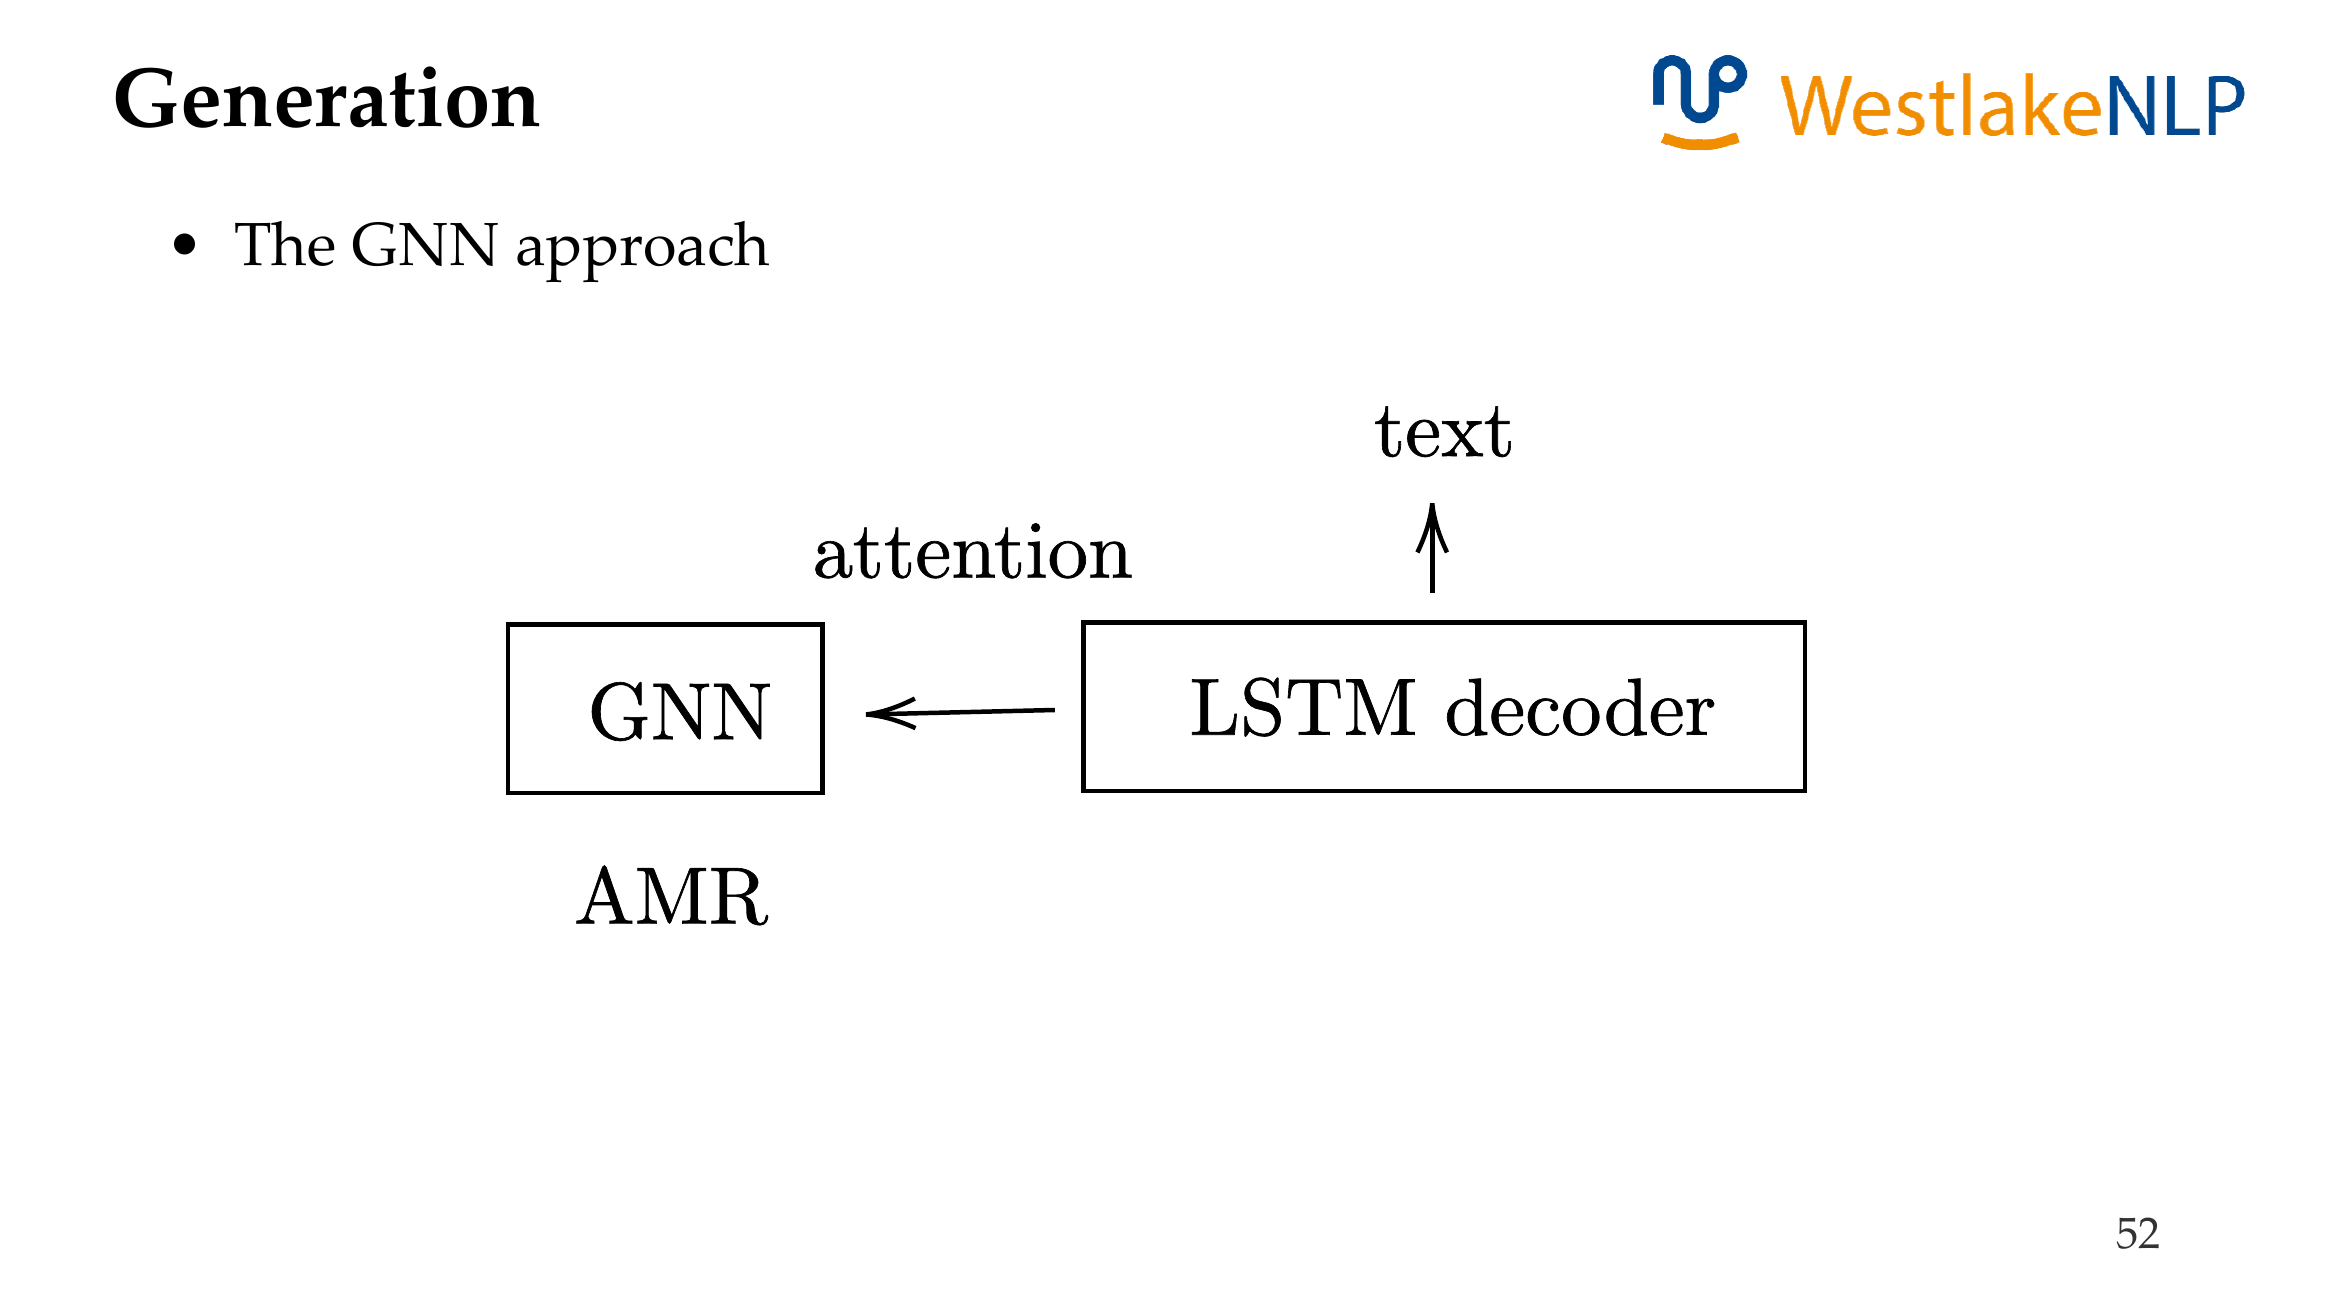 Generation
WestlakeNLP
• The GNN approach
text
attention
GNN
LSTM decoder
AMR
52